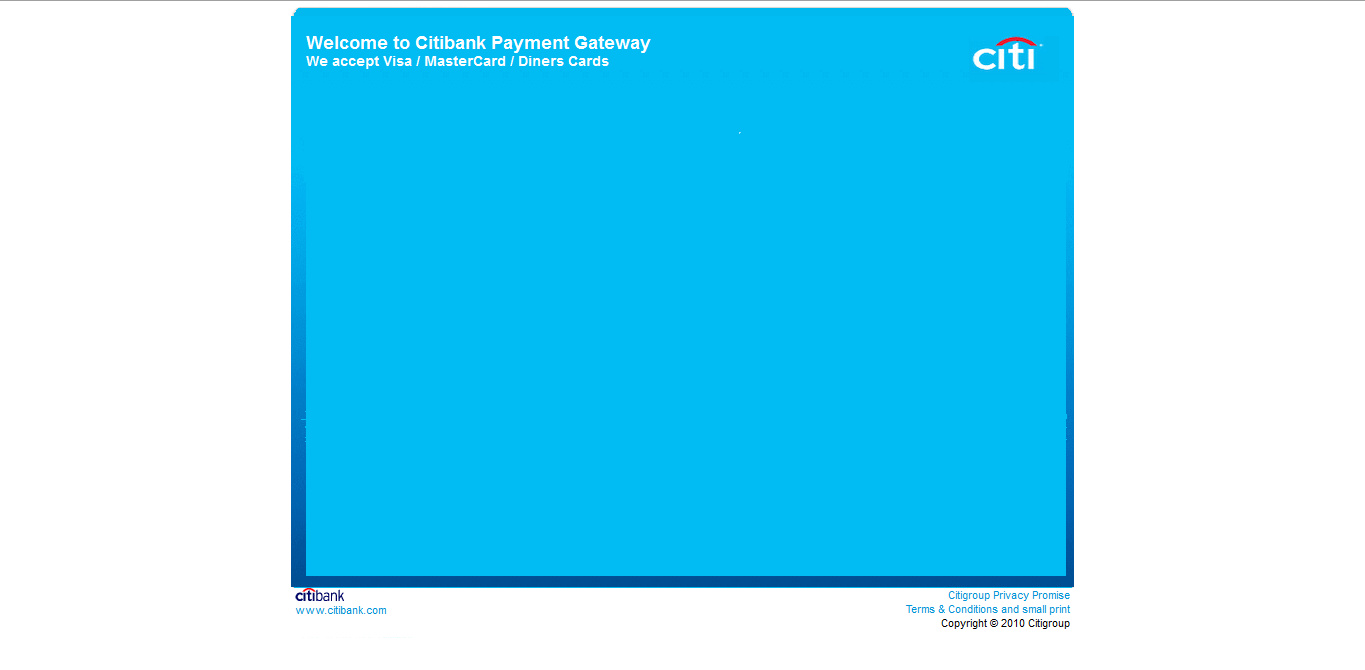 Welcome to Citibank Payment Gateway
We accept Visa / MasterCard / Diners Cards
citi
citibank
www.citibank.com
Citigroup Privacy Promise
Terms & Conditions and small print
Copyright © 2010 Citigroup